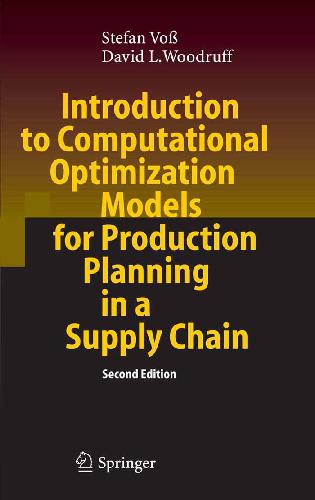 Stefan Voß
David L.Woodruff
Introduction
to Computational
Optimization
Models
for Production
Planning
in a
Supply Chain
Second Edition
Springer